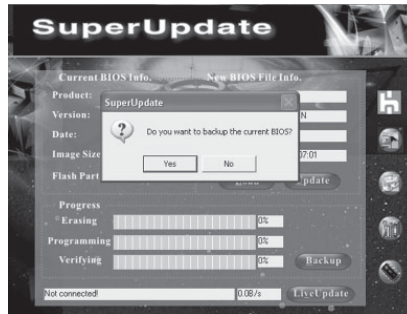 SuperUpdate
Current BIOS Info. New BIOS File Info.
Product:
SuperUpdate
Version: N
Do you want to backup the current BIOS?
Date:
Yes No
Image Size 07:01
Flash Part Update
Progress
Erasing 0%
Programming 0%
Verifying 0% Backup
Not connected! 0.0B/s LiveUpdate